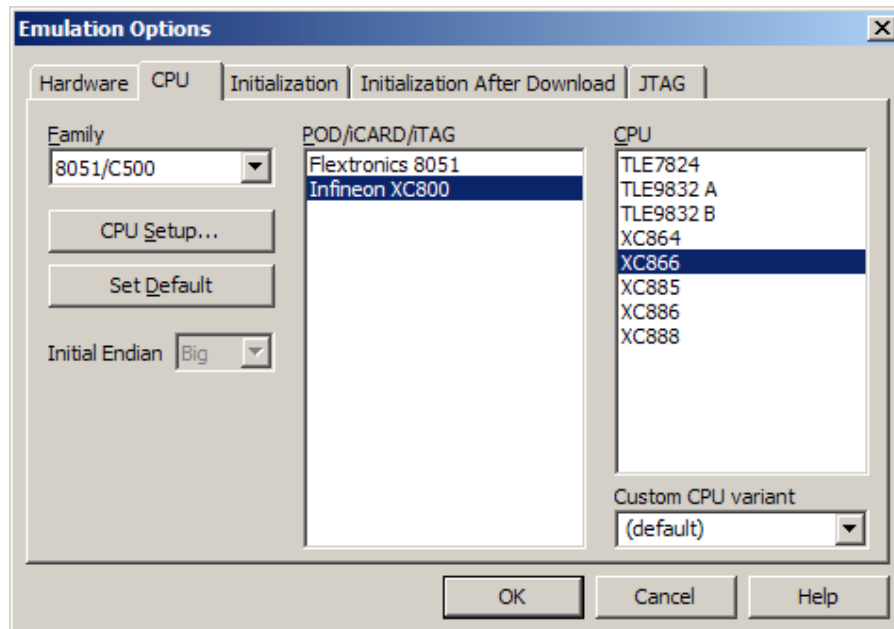 Emulation Options
Hardware CPU Initialization Initialization After Download JTAG
Family
8051/C500
CPU Setup...
Set Default
Initial Endian Big
POD/iCARD/iTAG
Flextronics 8051
Infineon XC800
CPU
TLE7824
TLE9832 A
TLE9832 B
XC864
XC866
XC885
XC886
XC888
Custom CPU variant
(default)
OK Cancel Help